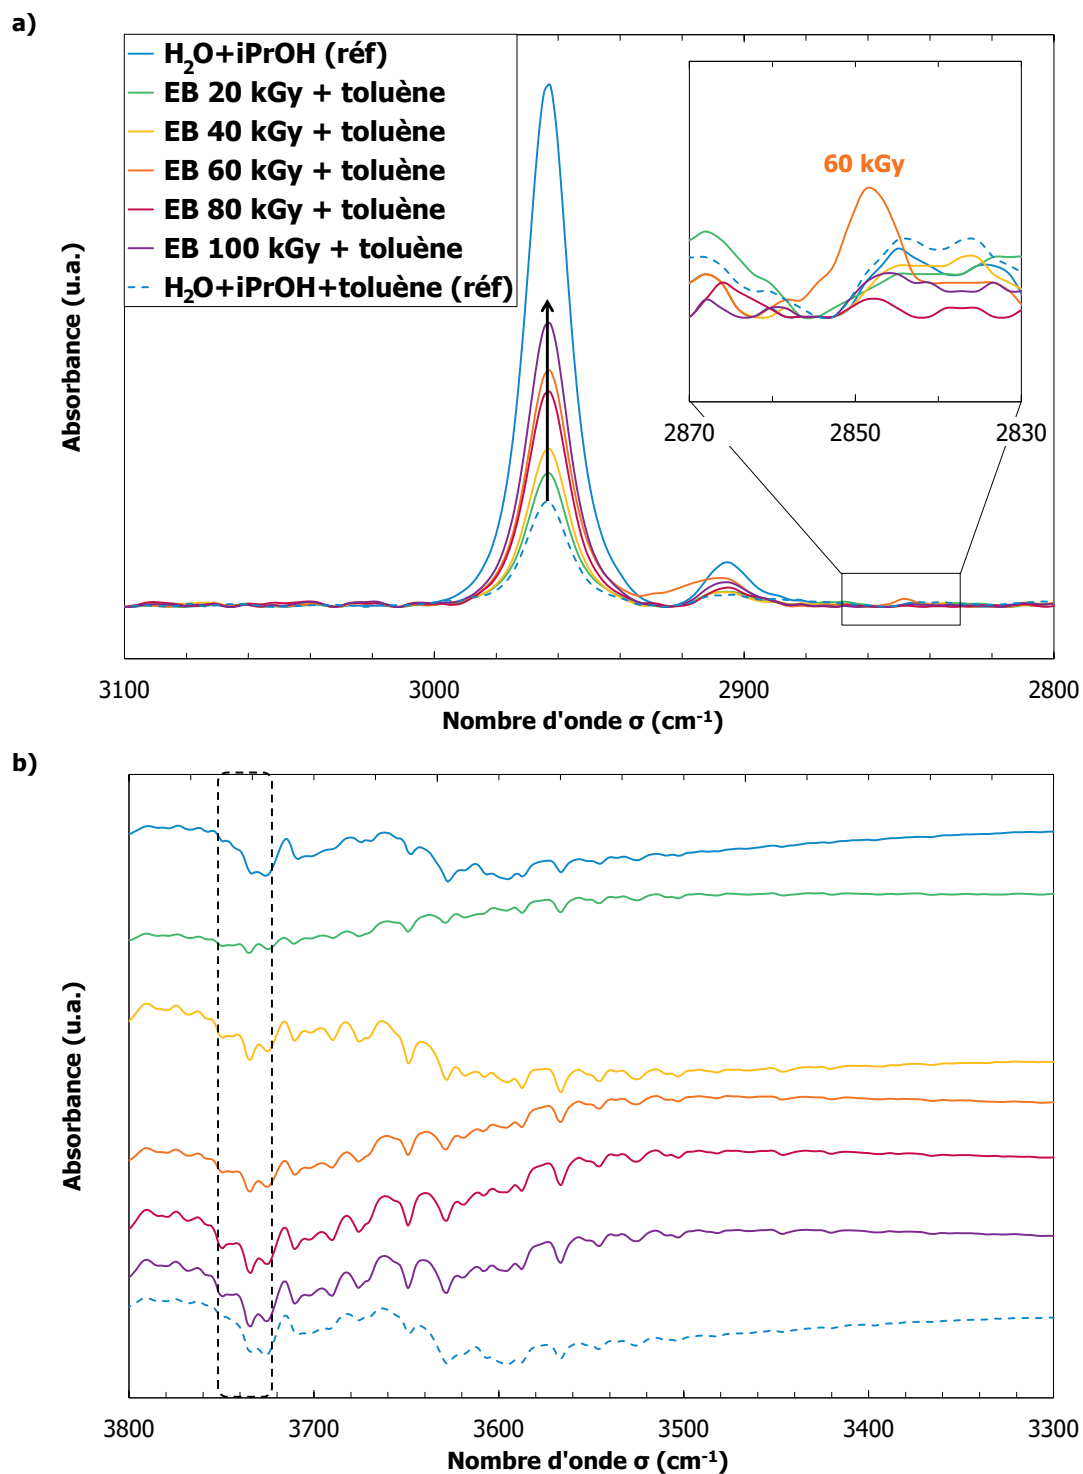 a)
H₂O+iPrOH (réf)
EB 20 kGy + toluène
EB 40 kGy + toluène
EB 60 kGy + toluène
EB 80 kGy + toluène
EB 100 kGy + toluène
H₂O+iPrOH+toluène (réf)
60 kGy
2870 2850 2830
Absorbance (u.a.)
3100 3000 2900 2800
Nombre d'onde σ (cm⁻¹)
b)
Absorbance (u.a.)
3800 3700 3600 3500 3400 3300
Nombre d'onde σ (cm⁻¹)